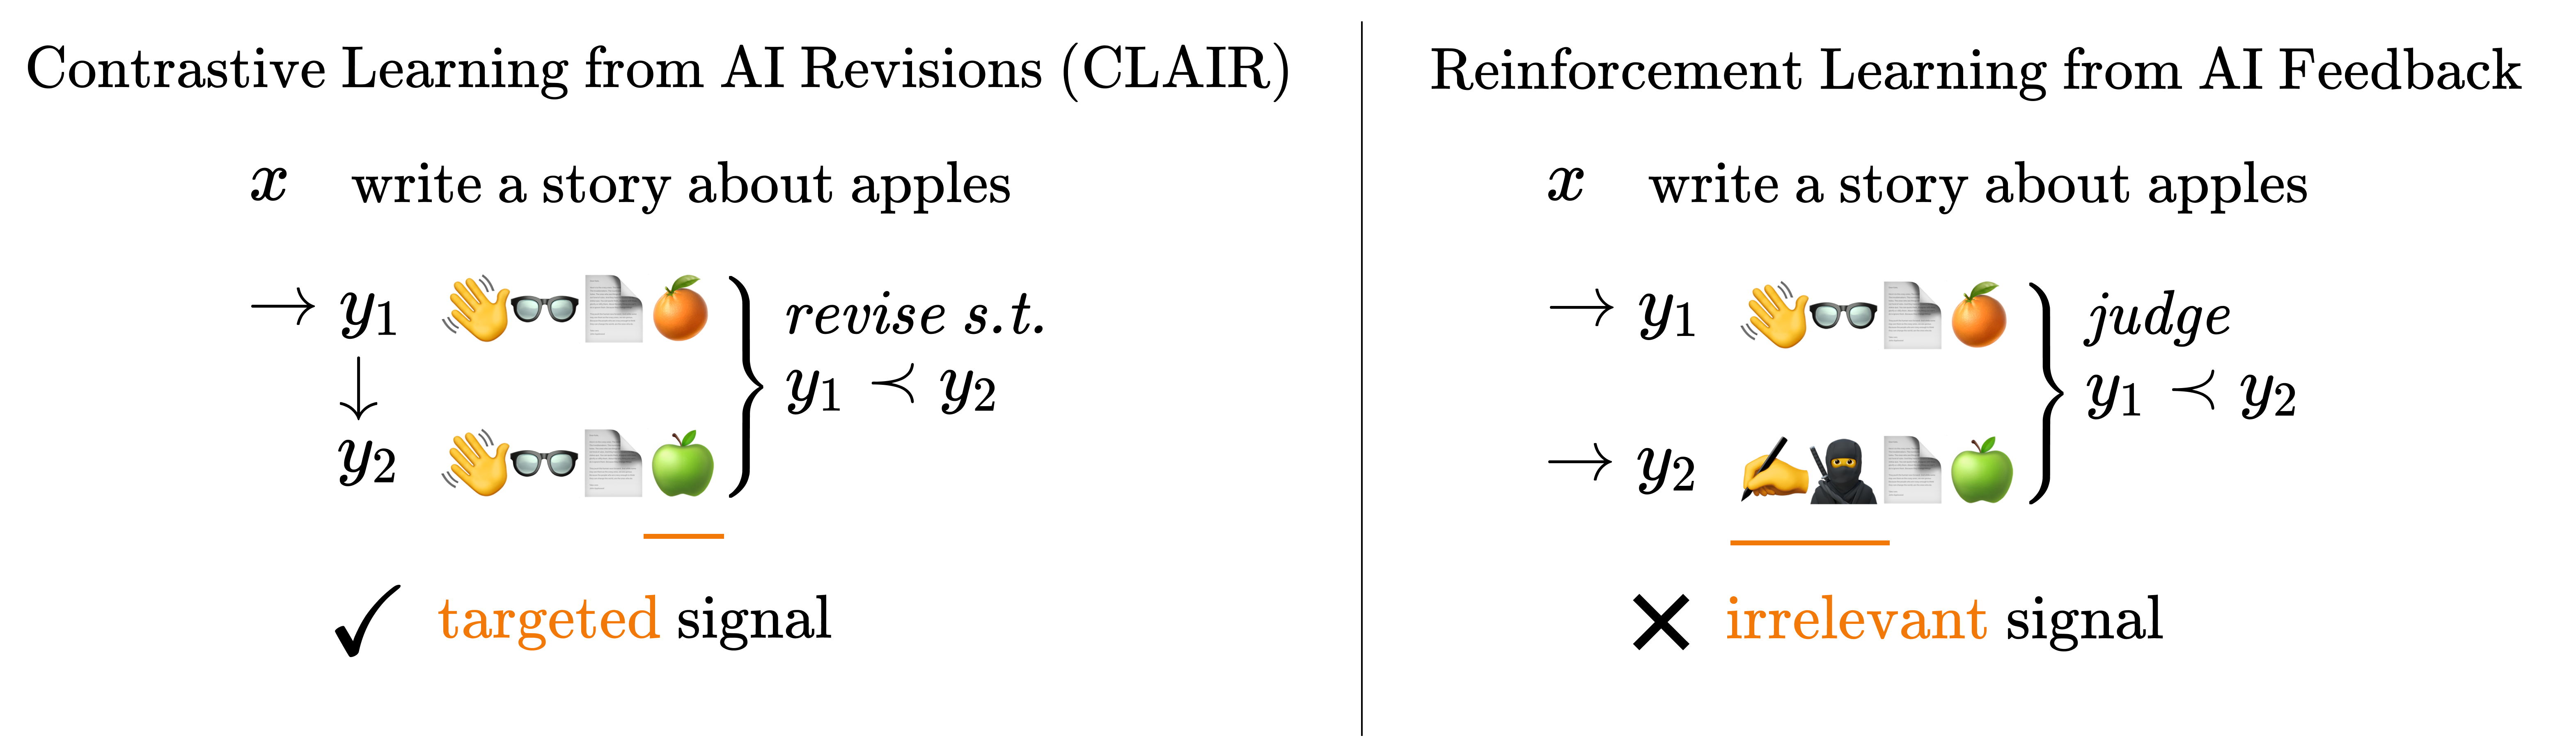 Contrastive Learning from AI Revisions (CLAIR)
x write a story about apples
→ y₁ 👋🕶️📄🍊 revise s.t.
↓ y₁ ≺ y₂
y₂ 👋🕶️📄🍏
✓ targeted signal
Reinforcement Learning from AI Feedback
x write a story about apples
→ y₁ 👋🕶️📄🍊 judge
y₁ ≺ y₂
→ y₂ ✍️🥷📄🍏
✕ irrelevant signal